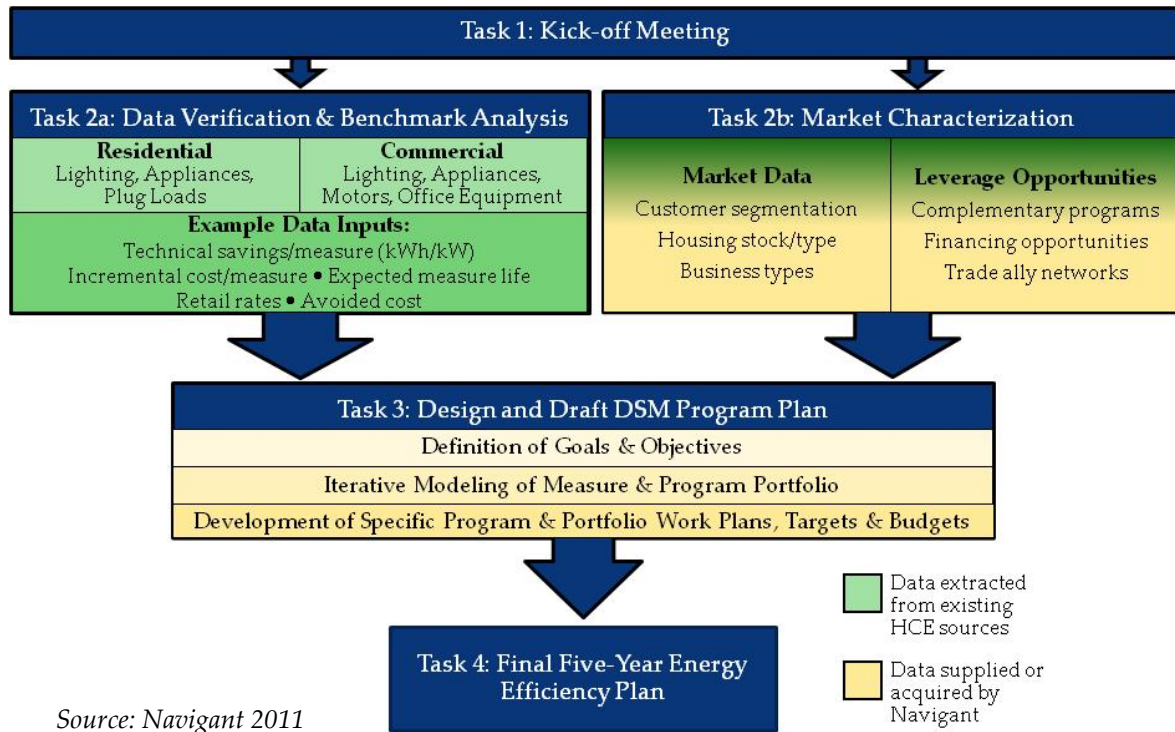 Task 1: Kick-off Meeting
Task 2a: Data Verification & Benchmark Analysis
Residential
Lighting, Appliances,
Plug Loads
Commercial
Lighting, Appliances,
Motors, Office Equipment
Example Data Inputs:
Technical savings/measure (kWh/kW)
Incremental cost/measure • Expected measure life
Retail rates • Avoided cost
Task 2b: Market Characterization
Market Data
Customer segmentation
Housing stock/type
Business types
Leverage Opportunities
Complementary programs
Financing opportunities
Trade ally networks
Task 3: Design and Draft DSM Program Plan
Definition of Goals & Objectives
Iterative Modeling of Measure & Program Portfolio
Development of Specific Program & Portfolio Work Plans, Targets & Budgets
Task 4: Final Five-Year Energy
Efficiency Plan
Data extracted
from existing
HCE sources
Data supplied or
acquired by
Navigant
Source: Navigant 2011